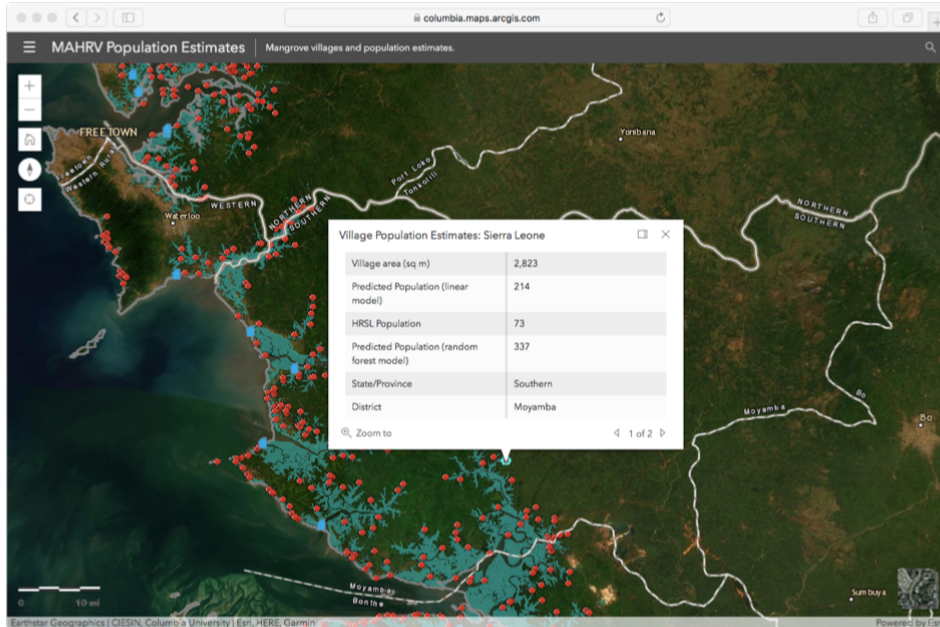 columbia.maps.arcgis.com
MAHRV Population Estimates
Mangrove villages and population estimates.
FREETOWN
Freetown
Western Rural
Waterloo
WESTERN
NORTHERN
SOUTHERN
Port Loko
Tonkolili
Yonibana
NORTHERN
SOUTHERN
Village Population Estimates: Sierra Leone
Village area (sq m) 2,823
Predicted Population (linear 214
model)
HRSL Population 73
Predicted Population (random 337
forest model)
State/Province Southern
District Moyamba
Zoom to 1 of 2
Moyamba
Bo
Bo
Moyamba
Bonthe
Sumbuya
0 10 mi
Earthstar Geographics | CIESIN, Columbia University | Esri, HERE, Garmin
Powered by Esri